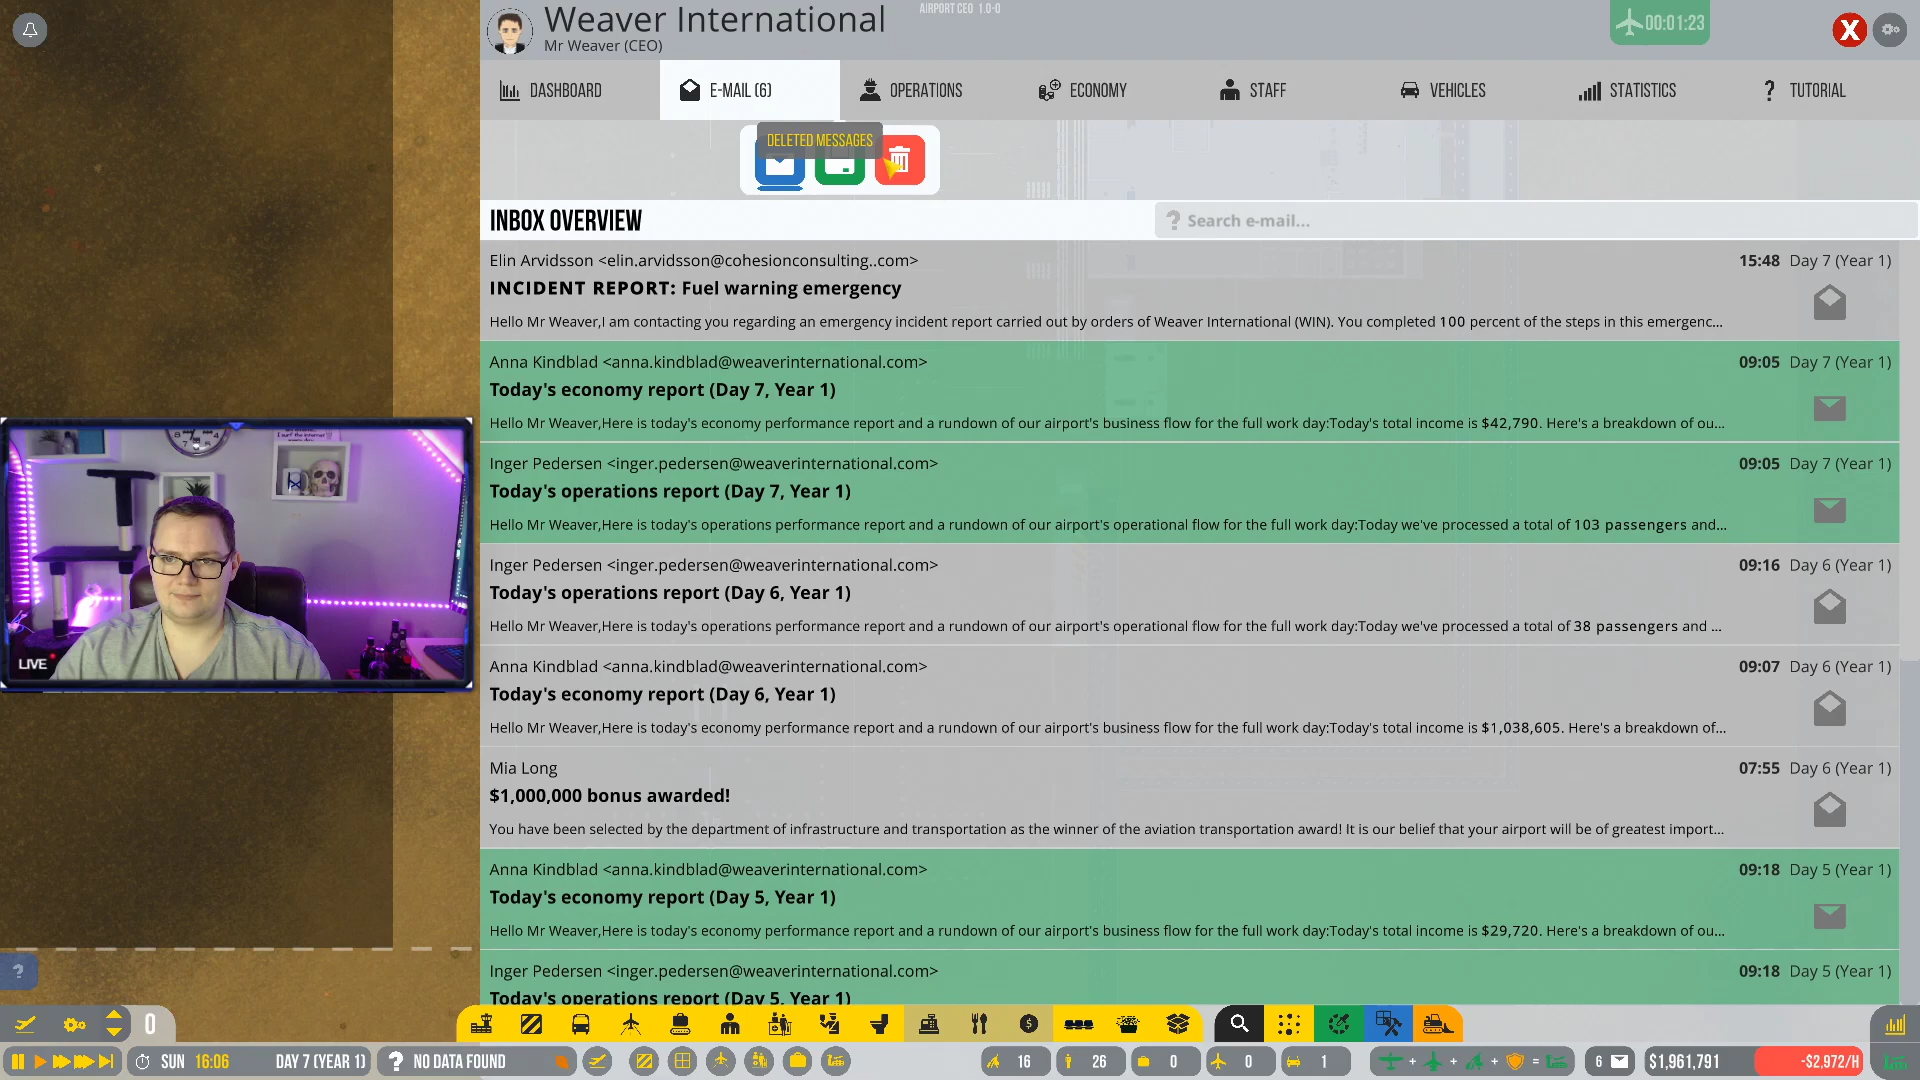 Weaver International
Mr Weaver (CEO)
AIRPORT CEO 1.0-0
00:01:23
X
DASHBOARD
E-MAIL (6)
OPERATIONS
ECONOMY
STAFF
VEHICLES
STATISTICS
? TUTORIAL
DELETED MESSAGES
INBOX OVERVIEW
? Search e-mail...
Elin Arvidsson <elin.arvidsson@cohesionconsulting..com>
15:48 Day 7 (Year 1)
INCIDENT REPORT: Fuel warning emergency
Hello Mr Weaver,I am contacting you regarding an emergency incident report carried out by orders of Weaver International (WIN). You completed 100 percent of the steps in this emergenc...
Anna Kindblad <anna.kindblad@weaverinternational.com>
09:05 Day 7 (Year 1)
Today's economy report (Day 7, Year 1)
Hello Mr Weaver,Here is today's economy performance report and a rundown of our airport's business flow for the full work day:Today's total income is $42,790. Here's a breakdown of ou...
Inger Pedersen <inger.pedersen@weaverinternational.com>
09:05 Day 7 (Year 1)
Today's operations report (Day 7, Year 1)
Hello Mr Weaver,Here is today's operations performance report and a rundown of our airport's operational flow for the full work day:Today we've processed a total of 103 passengers and...
Inger Pedersen <inger.pedersen@weaverinternational.com>
09:16 Day 6 (Year 1)
Today's operations report (Day 6, Year 1)
Hello Mr Weaver,Here is today's operations performance report and a rundown of our airport's operational flow for the full work day:Today we've processed a total of 38 passengers and ...
Anna Kindblad <anna.kindblad@weaverinternational.com>
09:07 Day 6 (Year 1)
Today's economy report (Day 6, Year 1)
Hello Mr Weaver,Here is today's economy performance report and a rundown of our airport's business flow for the full work day:Today's total income is $1,038,605. Here's a breakdown of...
Mia Long
07:55 Day 6 (Year 1)
$1,000,000 bonus awarded!
You have been selected by the department of infrastructure and transportation as the winner of the aviation transportation award! It is our belief that your airport will be of greatest import...
Anna Kindblad <anna.kindblad@weaverinternational.com>
09:18 Day 5 (Year 1)
Today's economy report (Day 5, Year 1)
Hello Mr Weaver,Here is today's economy performance report and a rundown of our airport's business flow for the full work day:Today's total income is $29,720. Here's a breakdown of ou...
Inger Pedersen <inger.pedersen@weaverinternational.com>
09:18 Day 5 (Year 1)
Today's operations report (Day 5, Year 1)
LIVE
?
0
SUN 16:06 DAY 7 (YEAR 1)
? NO DATA FOUND
16
26
0
0
1
+ + + =
6
$1,961,791
-$2,972/H